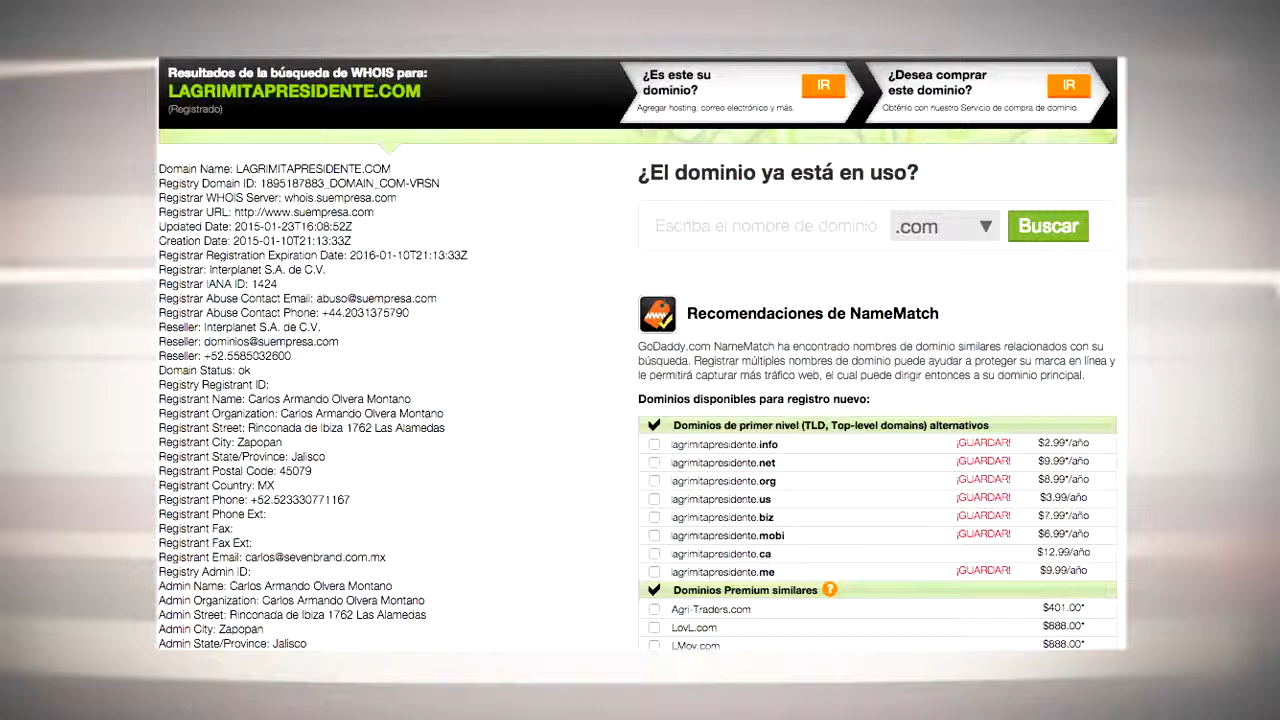 Resultados de la búsqueda de WHOIS para:
LAGRIMITAPRESIDENTE.COM
(Registrado)
¿Es este su
dominio?
IR
Agregar hosting, correo electrónico y más.
¿Desea comprar
este dominio?
IR
Obténlo con nuestro Servicio de compra de dominio.
Domain Name: LAGRIMITAPRESIDENTE.COM
Registry Domain ID: 1895187883_DOMAIN_COM-VRSN
Registrar WHOIS Server: whois.suempresa.com
Registrar URL: http://www.suempresa.com
Updated Date: 2015-01-23T16:08:52Z
Creation Date: 2015-01-10T21:13:33Z
Registrar Registration Expiration Date: 2016-01-10T21:13:33Z
Registrar: Interplanet S.A. de C.V.
Registrar IANA ID: 1424
Registrar Abuse Contact Email: abuso@suempresa.com
Registrar Abuse Contact Phone: +44.2031375790
Reseller: Interplanet S.A. de C.V.
Reseller: dominios@suempresa.com
Reseller: +52.5585032600
Domain Status: ok
Registry Registrant ID:
Registrant Name: Carlos Armando Olvera Montano
Registrant Organization: Carlos Armando Olvera Montano
Registrant Street: Rinconada de Ibiza 1762 Las Alamedas
Registrant City: Zapopan
Registrant State/Province: Jalisco
Registrant Postal Code: 45079
Registrant Country: MX
Registrant Phone: +52.523330771167
Registrant Phone Ext:
Registrant Fax:
Registrant Fax Ext:
Registrant Email: carlos@sevenbrand.com.mx
Registry Admin ID:
Admin Name: Carlos Armando Olvera Montano
Admin Organization: Carlos Armando Olvera Montano
Admin Street: Rinconada de Ibiza 1762 Las Alamedas
Admin City: Zapopan
Admin State/Province: Jalisco
¿El dominio ya está en uso?
Escriba el nombre de dominio .com Buscar
Recomendaciones de NameMatch
GoDaddy.com NameMatch ha encontrado nombres de dominio similares relacionados con su
búsqueda. Registrar múltiples nombres de dominio puede ayudar a proteger su marca en línea y
le permitirá capturar más tráfico web, el cual puede dirigir entonces a su dominio principal.
Dominios disponibles para registro nuevo:
Dominios de primer nivel (TLD, Top-level domains) alternativos
lagrimitapresidente.info ¡GUARDAR! $2.99*/año
lagrimitapresidente.net ¡GUARDAR! $9.99*/año
lagrimitapresidente.org ¡GUARDAR! $8.99*/año
lagrimitapresidente.us ¡GUARDAR! $3.99/año
lagrimitapresidente.biz ¡GUARDAR! $7.99*/año
lagrimitapresidente.mobi ¡GUARDAR! $6.99*/año
lagrimitapresidente.ca $12.99/año
lagrimitapresidente.me ¡GUARDAR! $9.99/año
Dominios Premium similares ?
Agri-Traders.com $401.00*
LovL.com $888.00*
LMov.com $888.00*